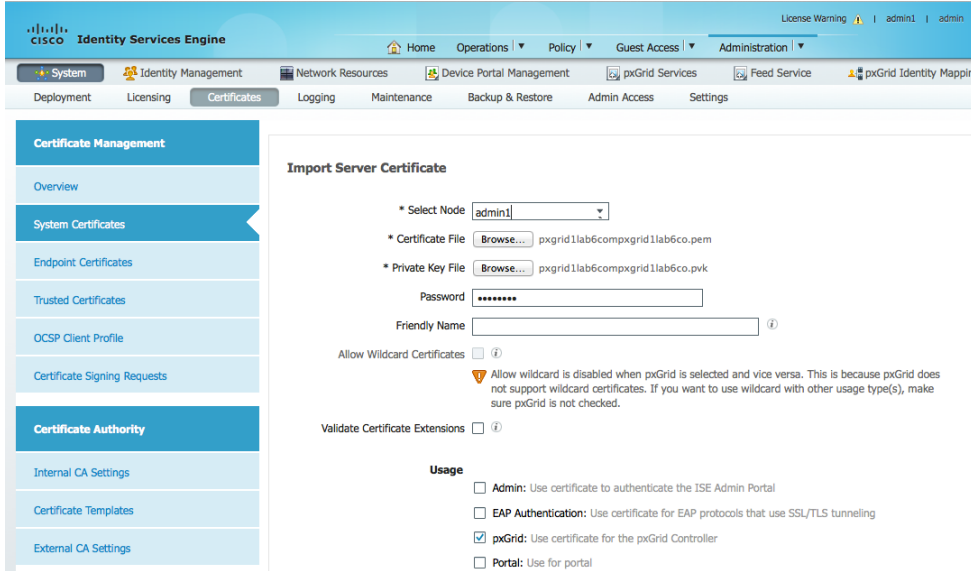 License Warning | admin1 | admin
cisco Identity Services Engine
Home Operations Policy Guest Access Administration
System Identity Management Network Resources Device Portal Management pxGrid Services Feed Service pxGrid Identity Mappin
Deployment Licensing Certificates Logging Maintenance Backup & Restore Admin Access Settings
Certificate Management
Overview
System Certificates
Endpoint Certificates
Trusted Certificates
OCSP Client Profile
Certificate Signing Requests
Certificate Authority
Internal CA Settings
Certificate Templates
External CA Settings
Import Server Certificate
* Select Node admin1
* Certificate File Browse... pxgrid1lab6compxgrid1lab6co.pem
* Private Key File Browse... pxgrid1lab6compxgrid1lab6co.pvk
Password ••••••••
Friendly Name
Allow Wildcard Certificates
Allow wildcard is disabled when pxGrid is selected and vice versa. This is because pxGrid does
not support wildcard certificates. If you want to use wildcard with other usage type(s), make
sure pxGrid is not checked.
Validate Certificate Extensions
Usage
Admin: Use certificate to authenticate the ISE Admin Portal
EAP Authentication: Use certificate for EAP protocols that use SSL/TLS tunneling
pxGrid: Use certificate for the pxGrid Controller
Portal: Use for portal